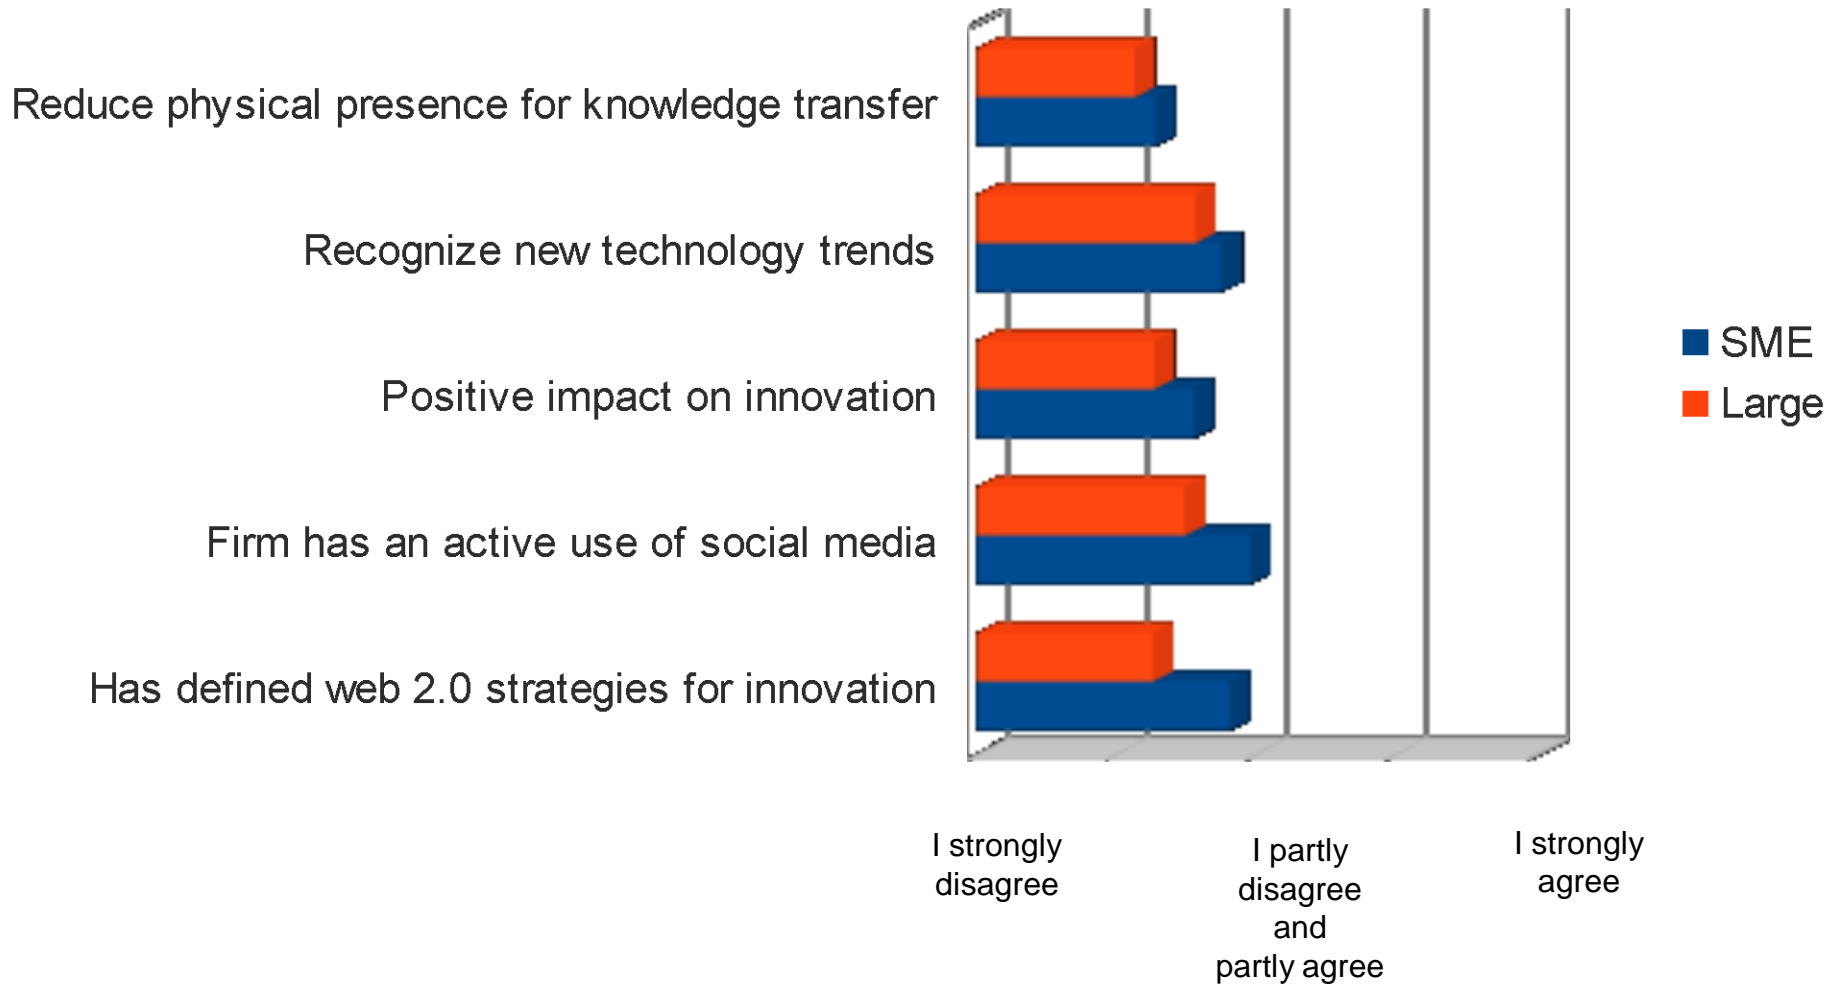 Reduce physical presence for knowledge transfer
Recognize new technology trends
Positive impact on innovation
Firm has an active use of social media
Has defined web 2.0 strategies for innovation
SME
Large
I strongly
disagree
I partly
disagree
and
partly agree
I strongly
agree